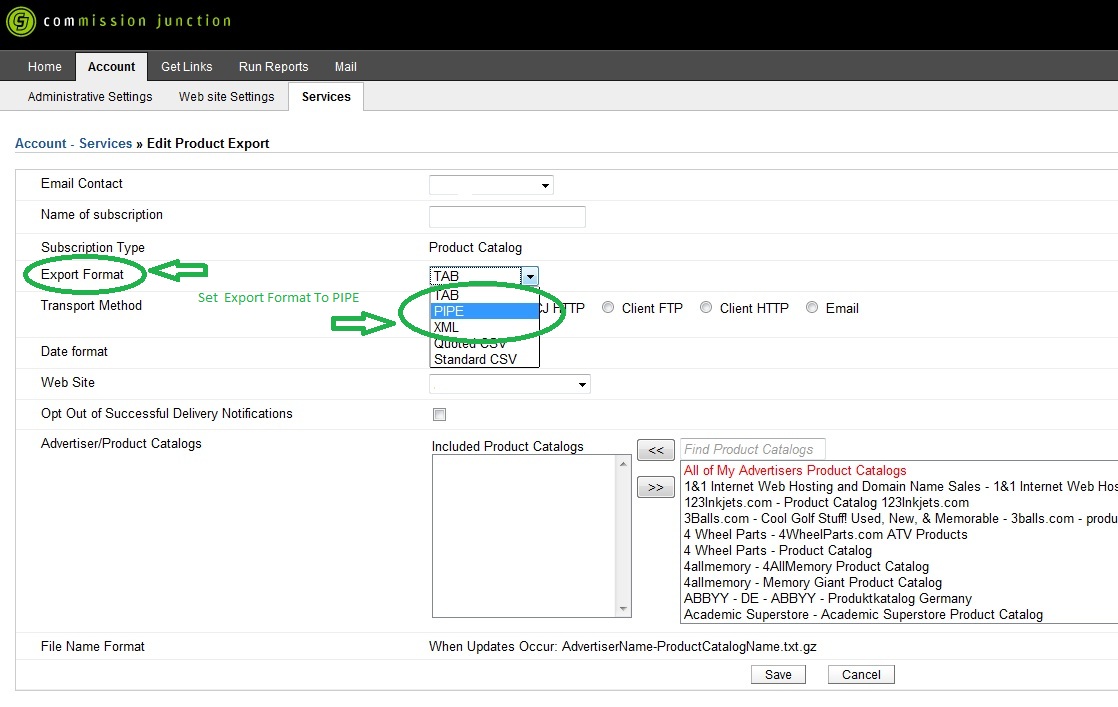 commission junction
Home Account Get Links Run Reports Mail
Administrative Settings Web site Settings Services
Account - Services » Edit Product Export
Email Contact
Name of subscription
Subscription Type Product Catalog
Export Format TAB
Set Export Format To PIPE
TAB
PIPE
XML
Quoted CSV
Standard CSV
Transport Method CJ HTTP Client FTP Client HTTP Email
Date format
Web Site
Opt Out of Successful Delivery Notifications
Advertiser/Product Catalogs
Included Product Catalogs << Find Product Catalogs
>>
All of My Advertisers Product Catalogs
1&1 Internet Web Hosting and Domain Name Sales - 1&1 Internet Web Hos
123Inkjets.com - Product Catalog 123Inkjets.com
3Balls.com - Cool Golf Stuff! Used, New, & Memorable - 3balls.com - produ
4 Wheel Parts - 4WheelParts.com ATV Products
4 Wheel Parts - Product Catalog
4allmemory - 4AllMemory Product Catalog
4allmemory - Memory Giant Product Catalog
ABBYY - DE - ABBYY - Produktkatalog Germany
Academic Superstore - Academic Superstore Product Catalog
File Name Format When Updates Occur: AdvertiserName-ProductCatalogName.txt.gz
Save Cancel